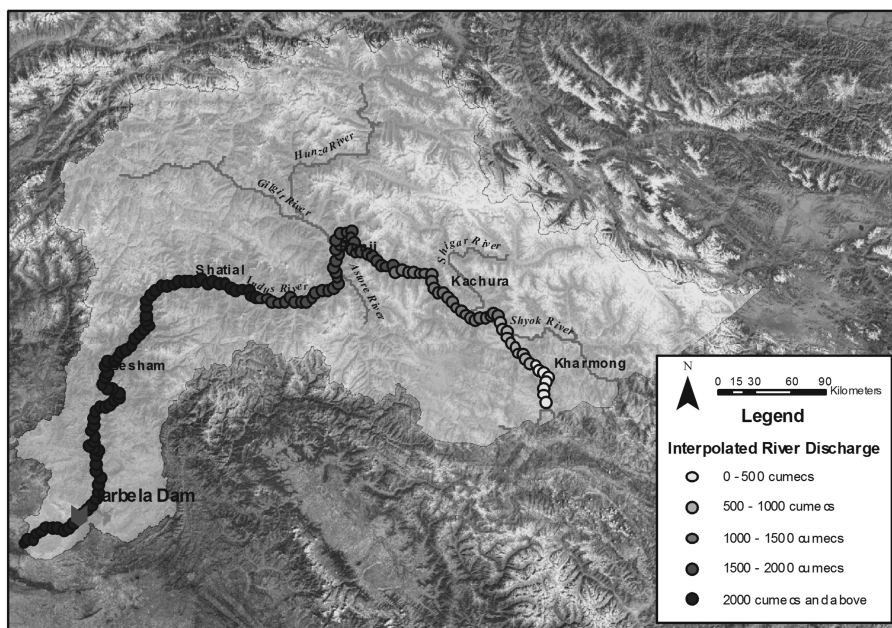 Hunza River
Gilgit River
Shigar River
Shatial
Indus River
Astore River
Kachura
Shyok River
Kharmong
esham
arbela Dam
N
0 15 30 60 90
Kilometers
Legend
Interpolated River Discharge
0 - 500 cumecs
500 - 1000 cumecs
1000 - 1500 cumecs
1500 - 2000 cumecs
2000 cumecs and above